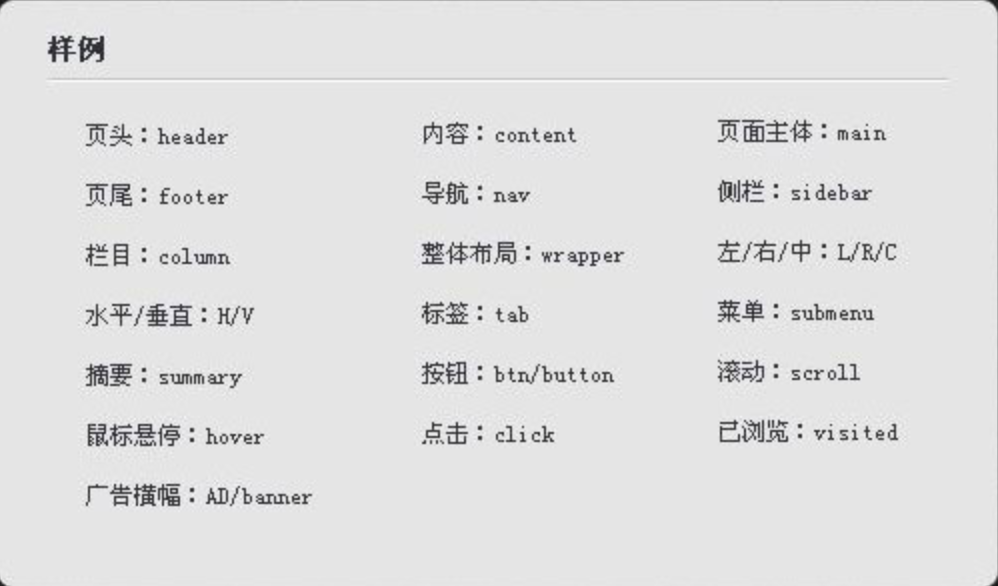 样例
页头：header 内容：content 页面主体：main
页尾：footer 导航：nav 侧栏：sidebar
栏目：column 整体布局：wrapper 左/右/中：L/R/C
水平/垂直：H/V 标签：tab 菜单：submenu
摘要：summary 按钮：btn/button 滚动：scroll
鼠标悬停：hover 点击：click 已浏览：visited
广告横幅：AD/banner